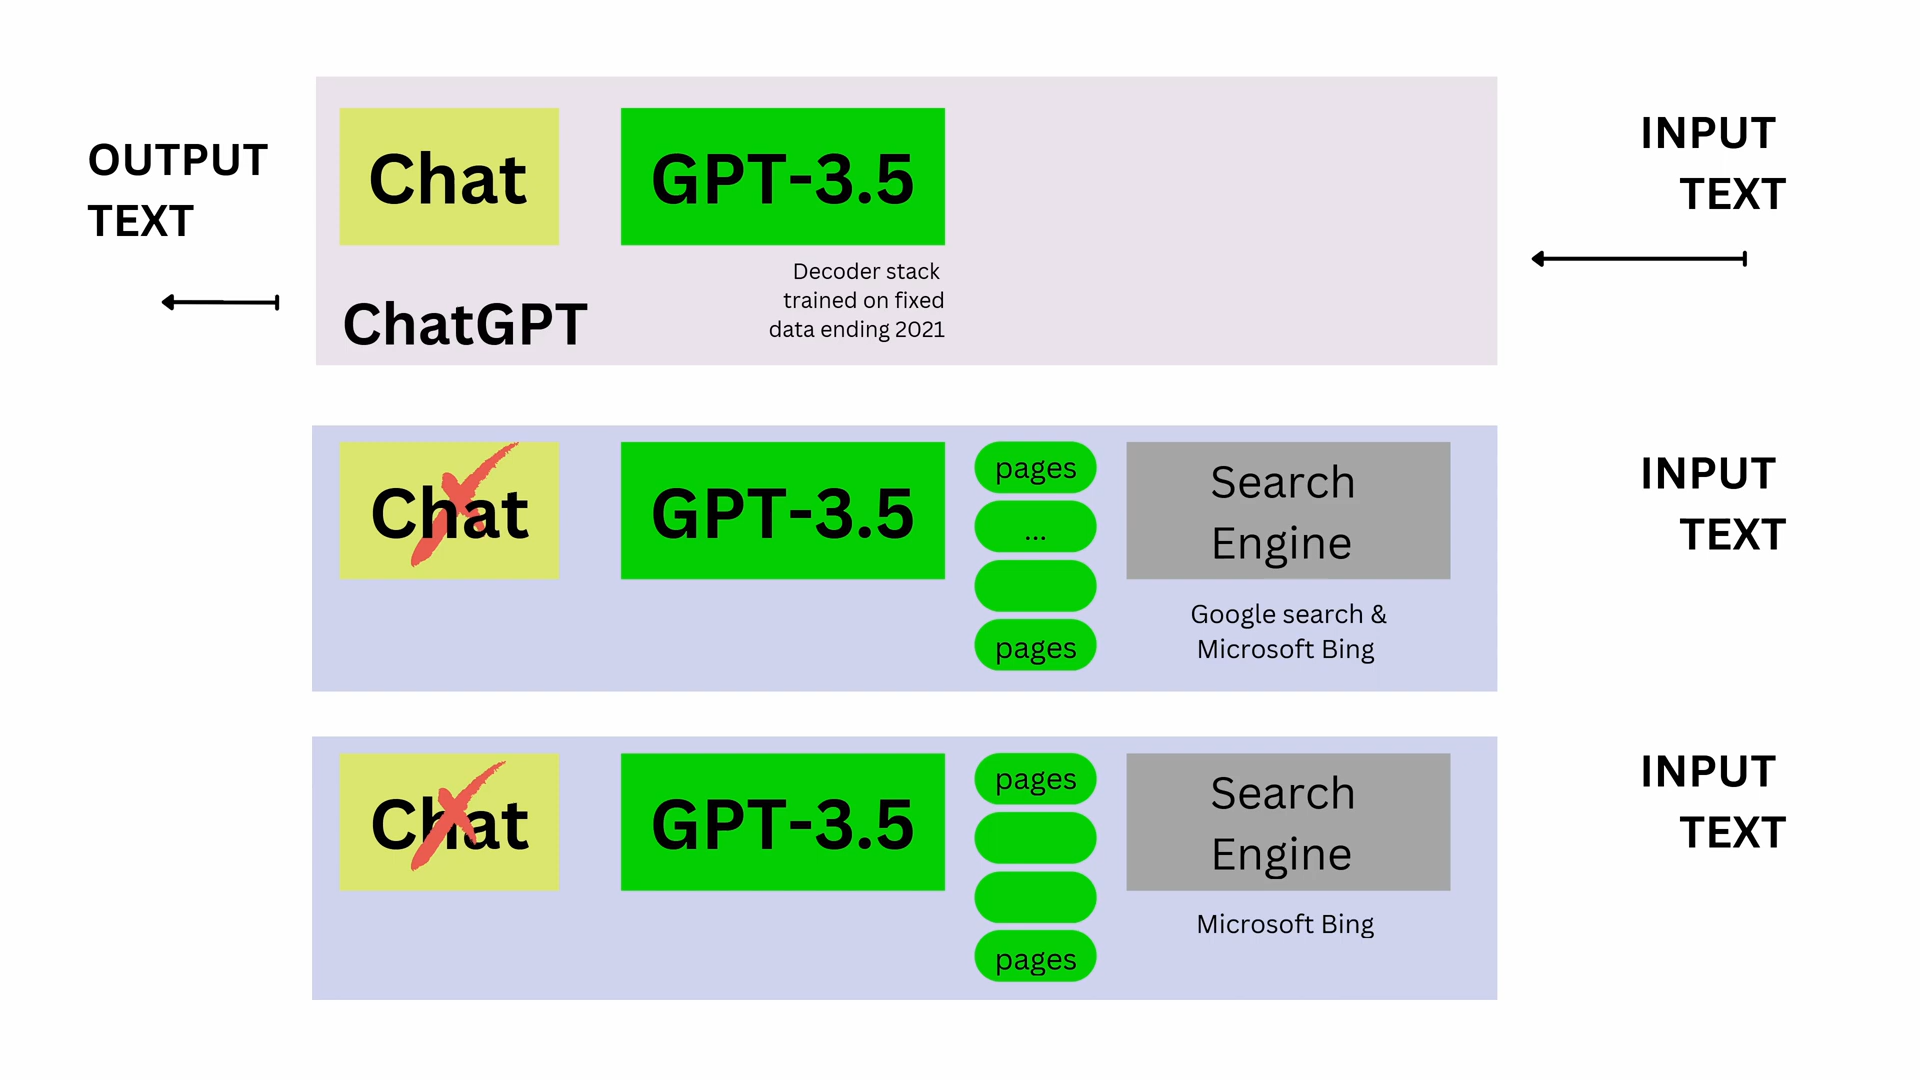 OUTPUT
TEXT
Chat
GPT-3.5
INPUT
TEXT
Decoder stack
trained on fixed
data ending 2021
ChatGPT
Chat
GPT-3.5
pages
...
pages
Search
Engine
Google search &
Microsoft Bing
INPUT
TEXT
Chat
GPT-3.5
pages
pages
Search
Engine
Microsoft Bing
INPUT
TEXT